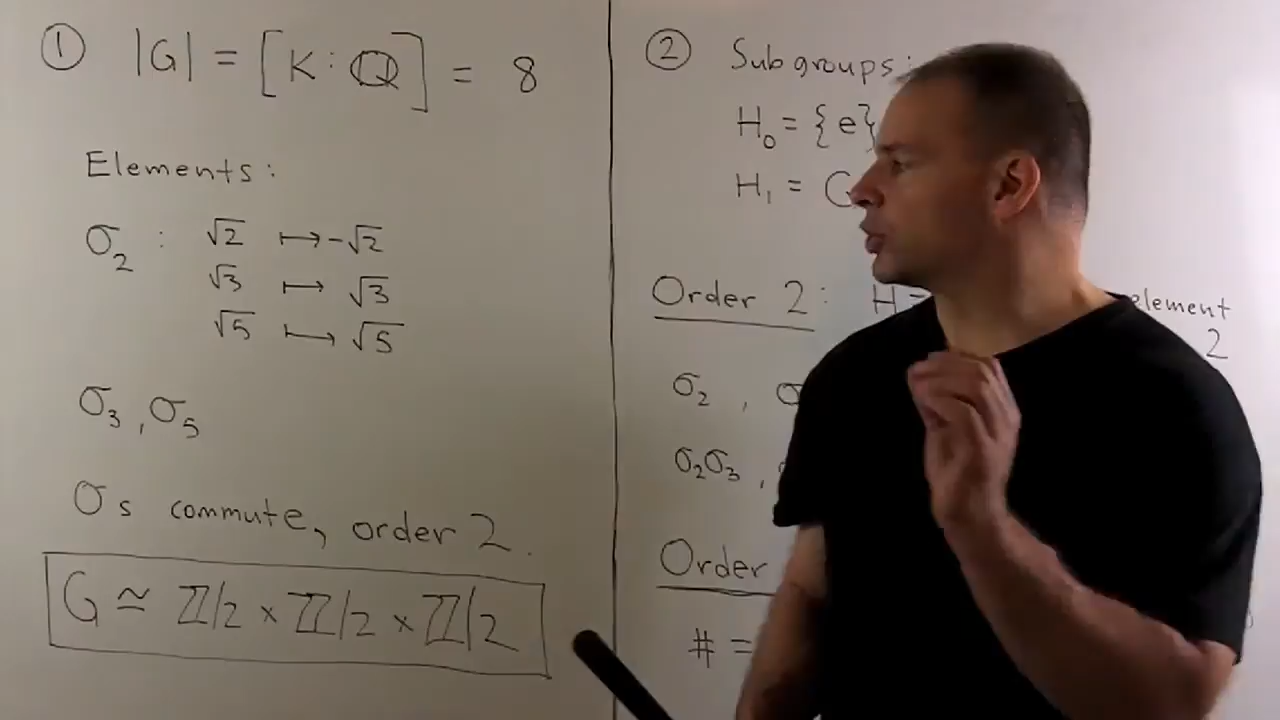 ① |G| = [K : ℚ] = 8
Elements:
σ₂ : √2 ↦ -√2
√3 ↦ √3
√5 ↦ √5
σ₃, σ₅
σs commute, order 2.
G ≃ ℤ/2 × ℤ/2 × ℤ/2
② Subgroups:
H₀ = {e}
H₁ = G
Order 2: H = element
2
σ₂ , σ
σ₂σ₃ ,
Order
# =